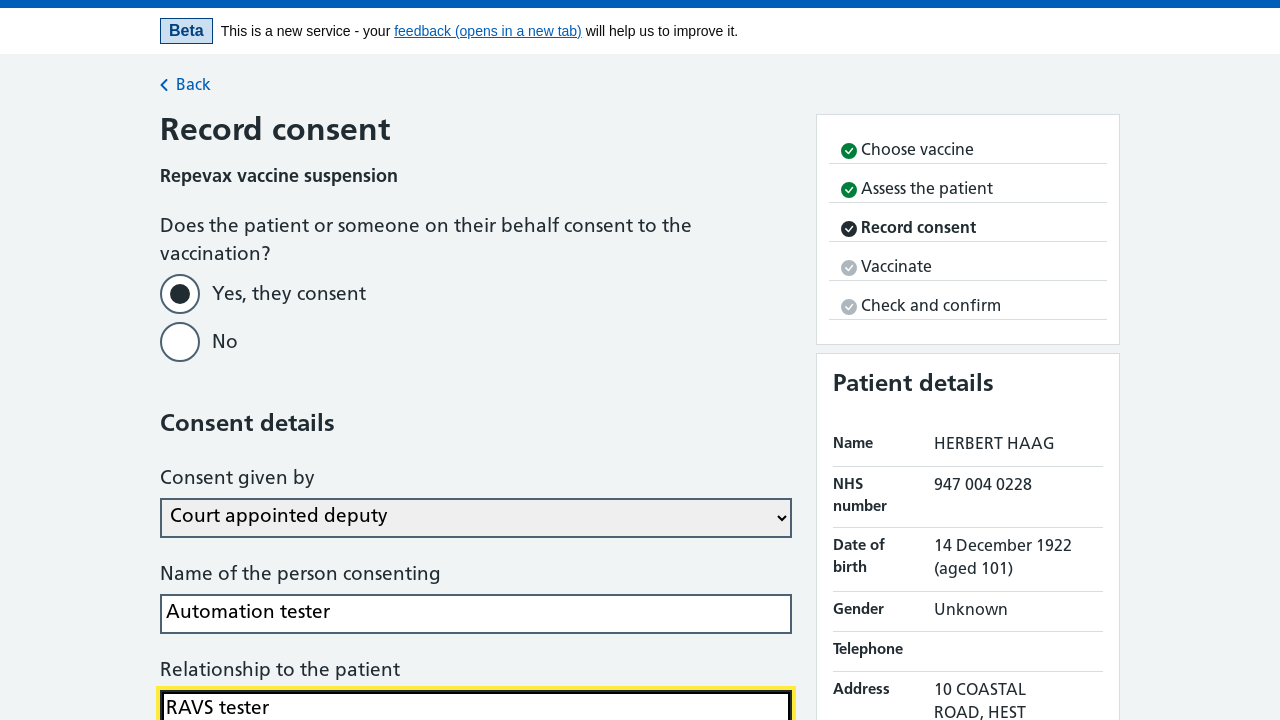 Beta This is a new service - your feedback (opens in a new tab) will help us to improve it.
Back
Record consent
Repevax vaccine suspension
Does the patient or someone on their behalf consent to the
vaccination?
Yes, they consent
No
Consent details
Consent given by
Court appointed deputy
Name of the person consenting
Automation tester
Relationship to the patient
RAVS tester
Choose vaccine
Assess the patient
Record consent
Vaccinate
Check and confirm
Patient details
Name HERBERT HAAG
NHS 947 004 0228
number
Date of 14 December 1922
birth (aged 101)
Gender Unknown
Telephone
Address 10 COASTAL
ROAD, HEST